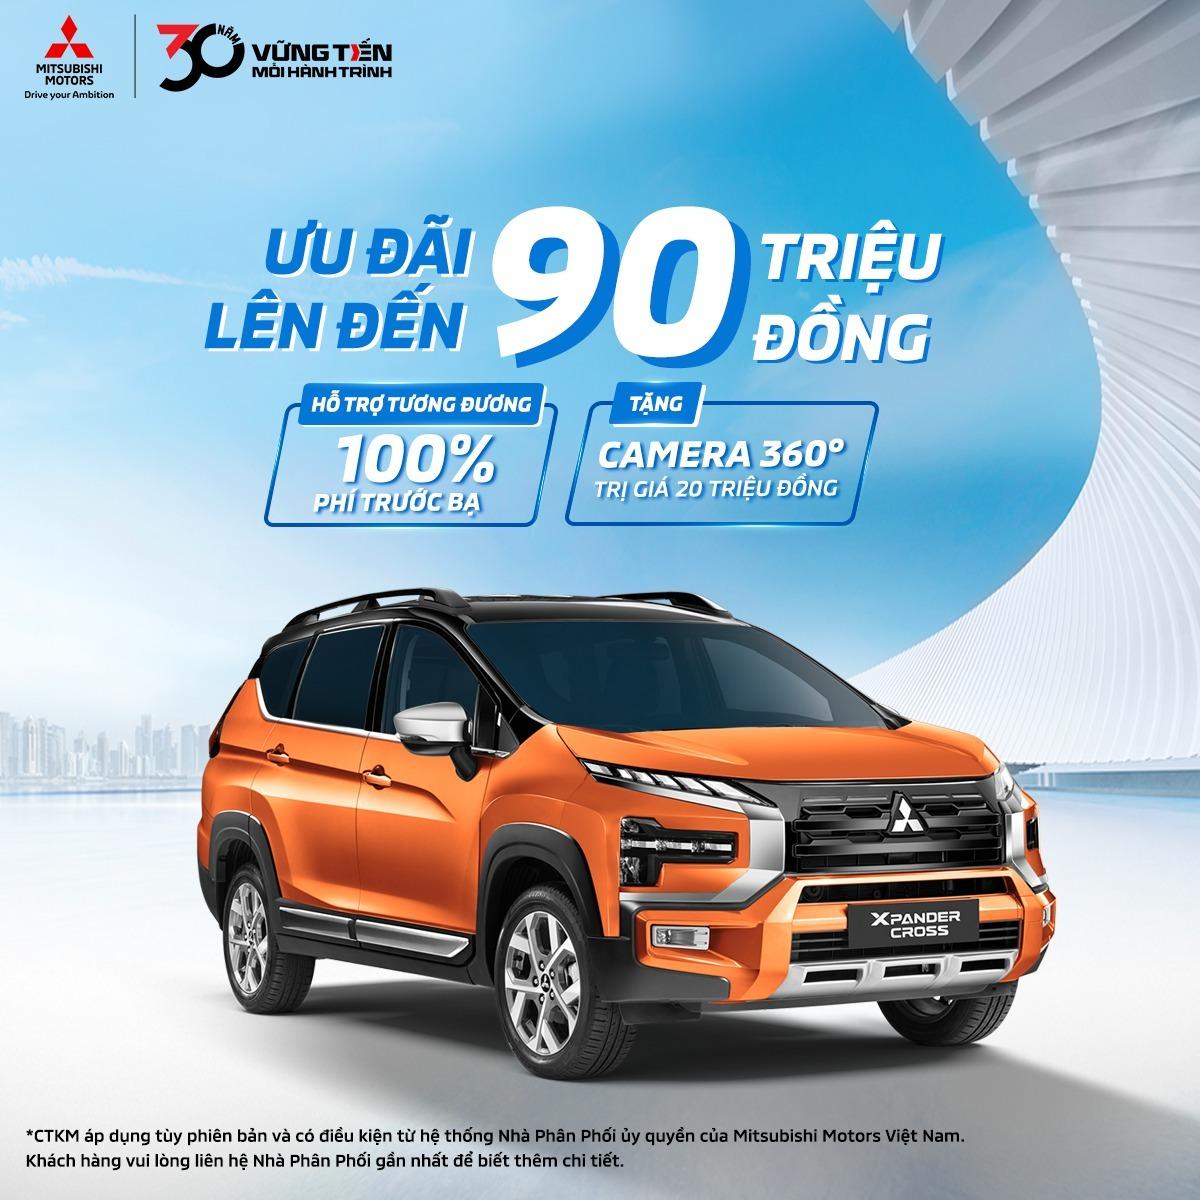 MITSUBISHI
MOTORS
Drive your Ambition
30 NĂM VỮNG TIẾN
MỖI HÀNH TRÌNH
ƯU ĐÃI
LÊN ĐẾN
90
TRIỆU
ĐỒNG
HỖ TRỢ TƯƠNG ĐƯƠNG
100%
PHÍ TRƯỚC BẠ
TẶNG
CAMERA 360°
TRỊ GIÁ 20 TRIỆU ĐỒNG
XPANDER
CROSS
*CTKM áp dụng tùy phiên bản và có điều kiện từ hệ thống Nhà Phân Phối ủy quyền của Mitsubishi Motors Việt Nam.
Khách hàng vui lòng liên hệ Nhà Phân Phối gần nhất để biết thêm chi tiết.